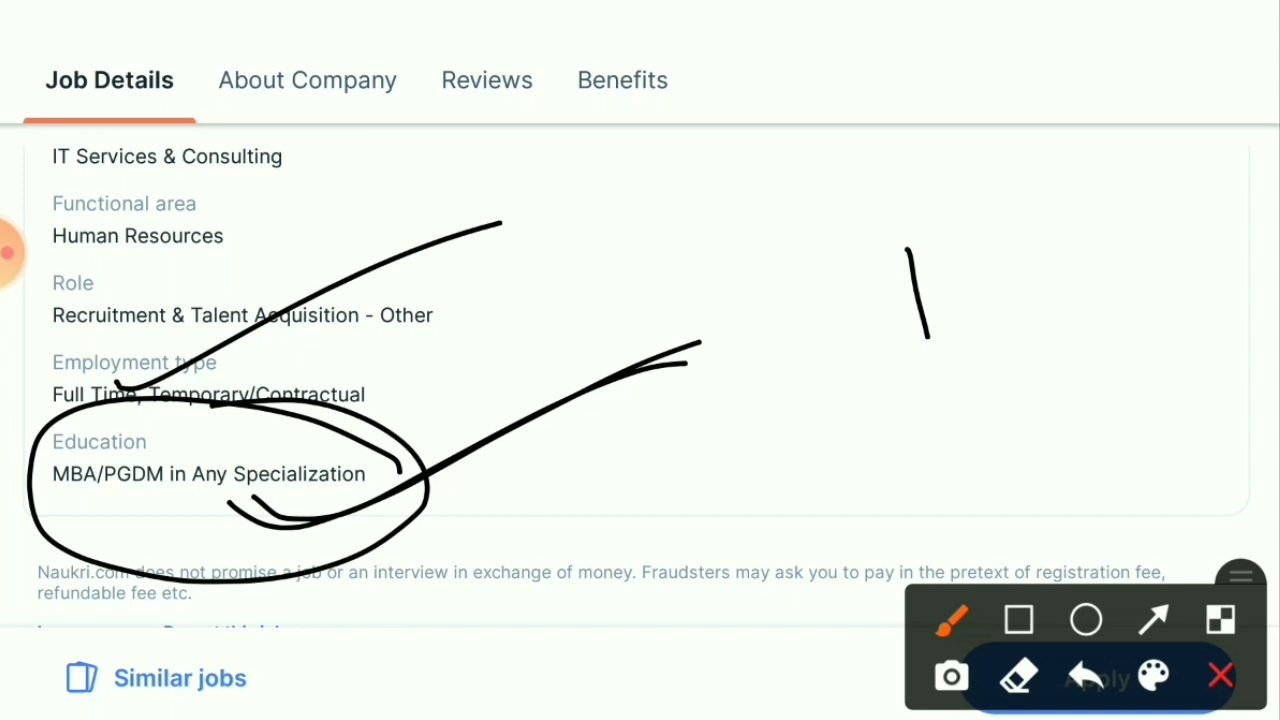 Job Details About Company Reviews Benefits
IT Services & Consulting
Functional area
Human Resources
Role
Recruitment & Talent Acquisition - Other
Employment type
Full Time, Temporary/Contractual
Education
MBA/PGDM in Any Specialization
Naukri.com does not promise a job or an interview in exchange of money. Fraudsters may ask you to pay in the pretext of registration fee,
refundable fee etc.
Similar jobs
Apply